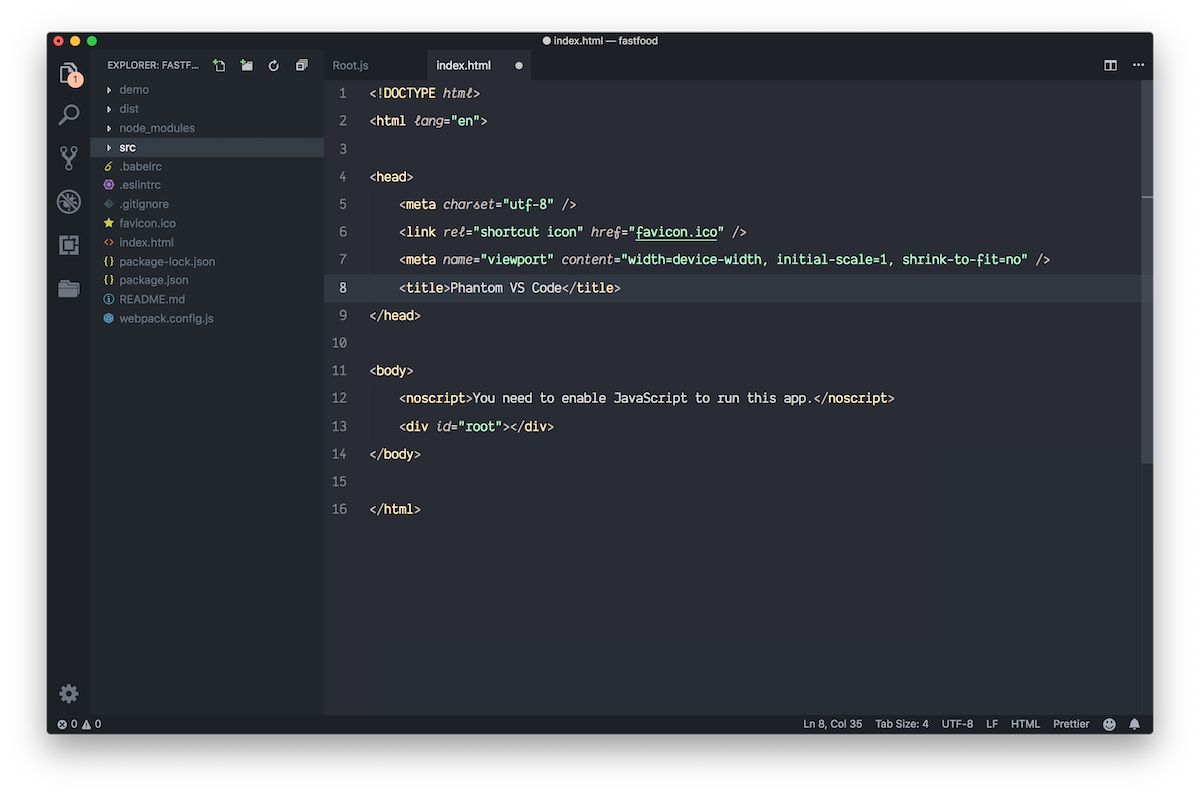 index.html — fastfood
EXPLORER: FASTF...
Root.js
index.html
1
demo
dist
node_modules
src
.babelrc
.eslintrc
.gitignore
favicon.ico
index.html
package-lock.json
package.json
README.md
webpack.config.js
1 <!DOCTYPE html>
2 <html lang="en">
3
4 <head>
5 <meta charset="utf-8" />
6 <link rel="shortcut icon" href="favicon.ico" />
7 <meta name="viewport" content="width=device-width, initial-scale=1, shrink-to-fit=no" />
8 <title>Phantom VS Code</title>
9 </head>
10
11 <body>
12 <noscript>You need to enable JavaScript to run this app.</noscript>
13 <div id="root"></div>
14 </body>
15
16 </html>
0 0 Ln 8, Col 35 Tab Size: 4 UTF-8 LF HTML Prettier